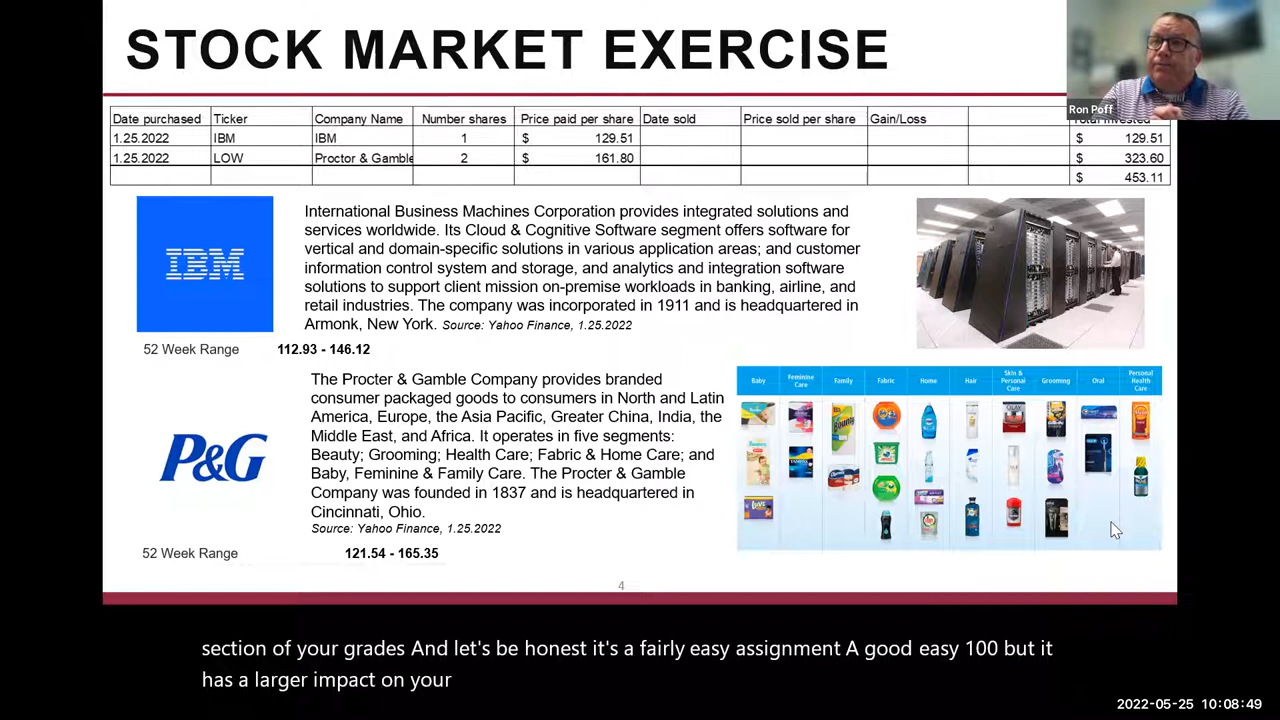 STOCK MARKET EXERCISE
Ron Poff
Date purchased Ticker Company Name Number shares Price paid per share Date sold Price sold per share Gain/Loss
1.25.2022 IBM IBM 1 $ 129.51 $ 129.51
1.25.2022 LOW Proctor & Gamble 2 $ 161.80 $ 323.60
$ 453.11
IBM
International Business Machines Corporation provides integrated solutions and
services worldwide. Its Cloud & Cognitive Software segment offers software for
vertical and domain-specific solutions in various application areas; and customer
information control system and storage, and analytics and integration software
solutions to support client mission on-premise workloads in banking, airline, and
retail industries. The company was incorporated in 1911 and is headquartered in
Armonk, New York. Source: Yahoo Finance, 1.25.2022
52 Week Range 112.93 - 146.12
P&G
The Procter & Gamble Company provides branded
consumer packaged goods to consumers in North and Latin
America, Europe, the Asia Pacific, Greater China, India, the
Middle East, and Africa. It operates in five segments:
Beauty; Grooming; Health Care; Fabric & Home Care; and
Baby, Feminine & Family Care. The Procter & Gamble
Company was founded in 1837 and is headquartered in
Cincinnati, Ohio.
Source: Yahoo Finance, 1.25.2022
52 Week Range 121.54 - 165.35
Baby Feminine Care Family Fabric Home Hair Skin & Personal Care Grooming Oral Personal Health Care
Bounty
4
section of your grades And let's be honest it's a fairly easy assignment A good easy 100 but it
has a larger impact on your
2022-05-25 10:08:49